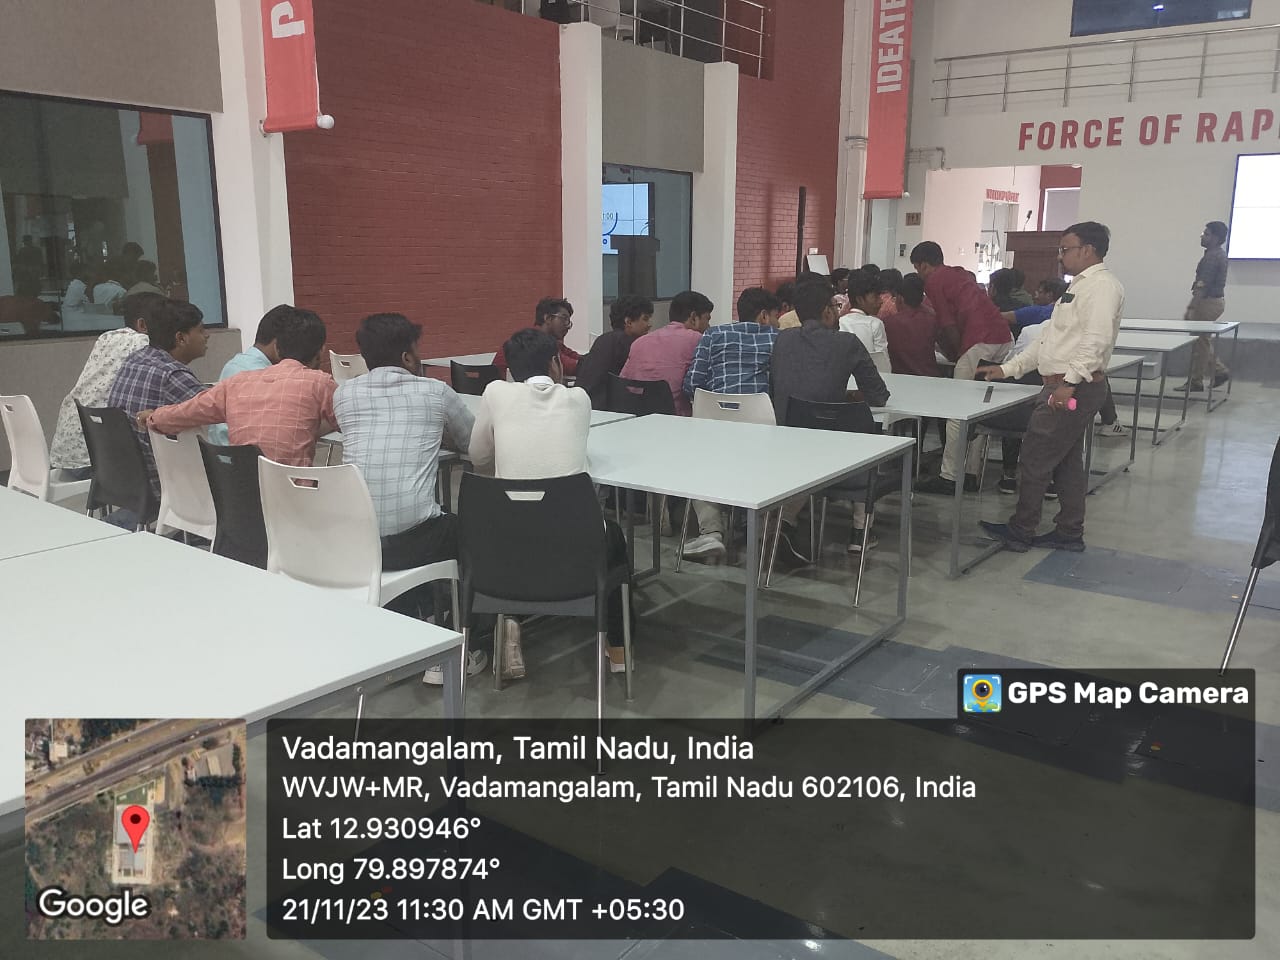 IDEATE
FORCE OF RAP
GPS Map Camera
Vadamangalam, Tamil Nadu, India
WVJW+MR, Vadamangalam, Tamil Nadu 602106, India
Lat 12.930946°
Long 79.897874°
21/11/23 11:30 AM GMT +05:30
Google